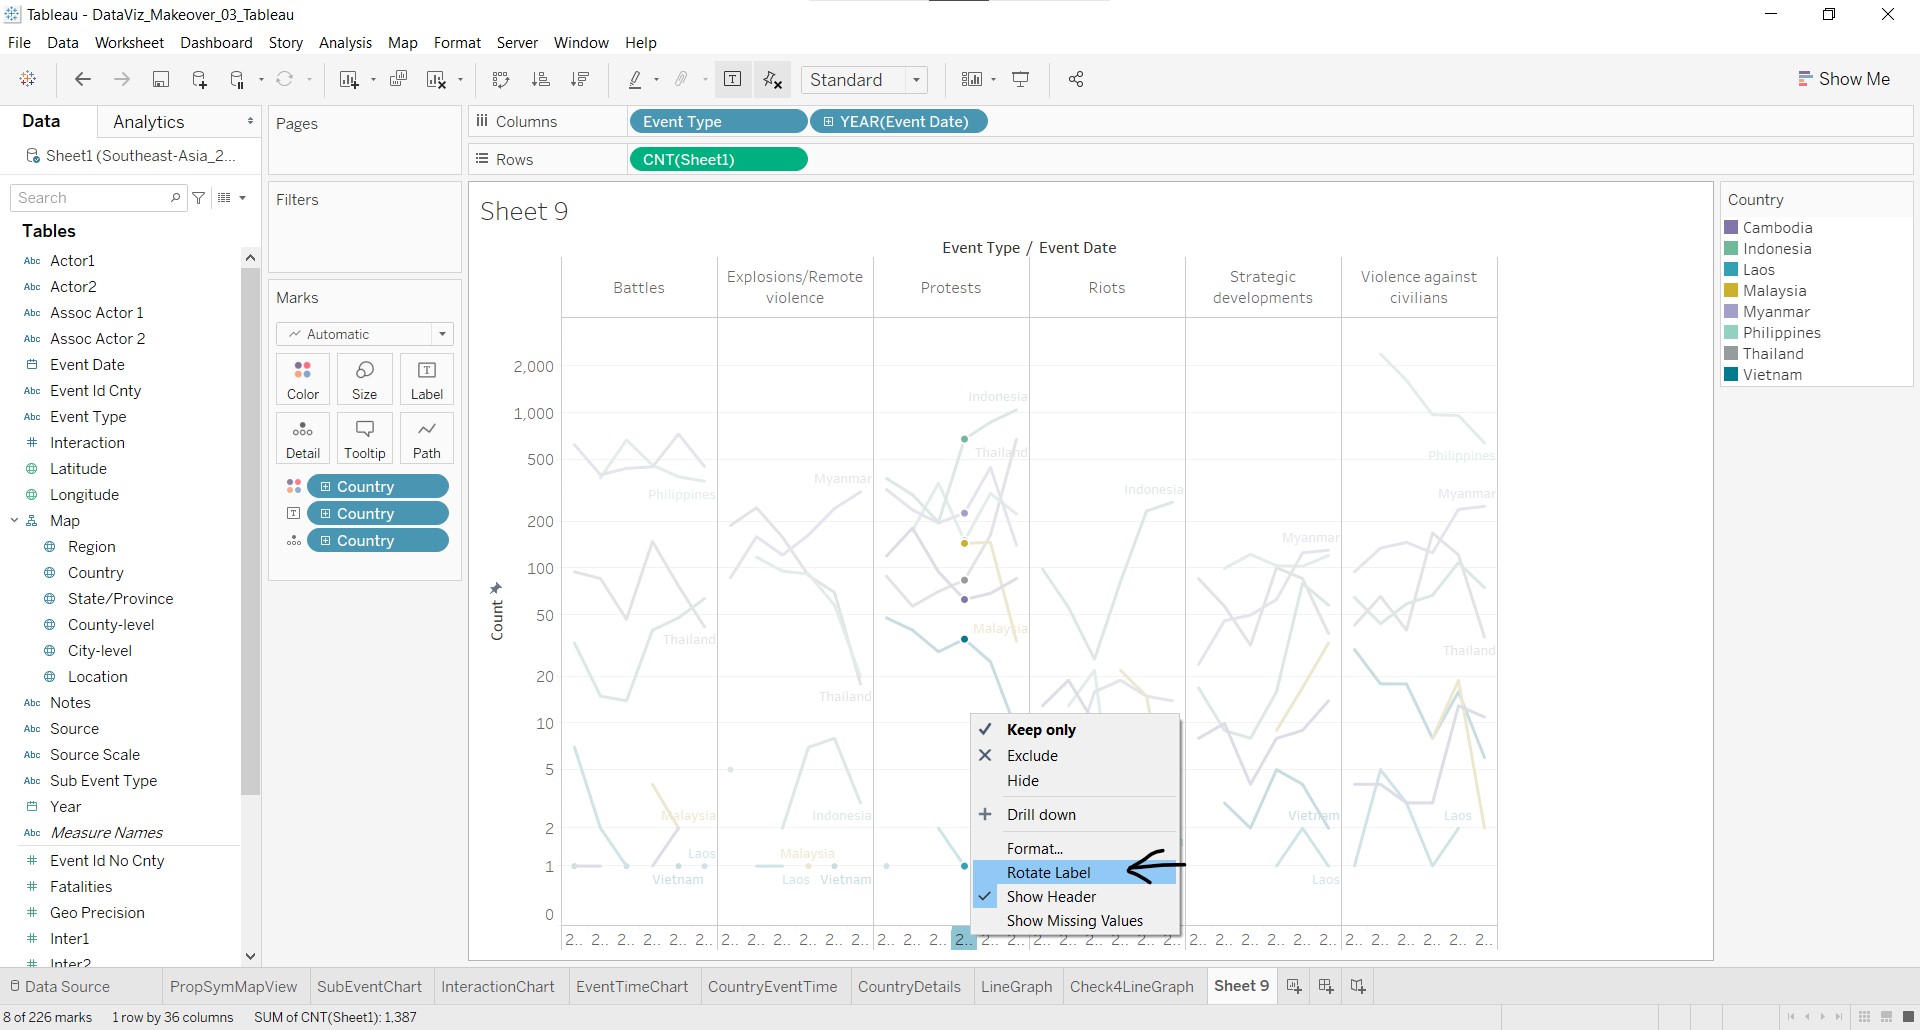 Tableau - DataViz_Makeover_03_Tableau
File Data Worksheet Dashboard Story Analysis Map Format Server Window Help
Standard
Show Me
Data Analytics
Sheet1 (Southeast-Asia_2...
Search
Tables
Abc Actor1
Abc Actor2
Abc Assoc Actor 1
Abc Assoc Actor 2
Event Date
Abc Event Id Cnty
Abc Event Type
# Interaction
Latitude
Longitude
Map
Region
Country
State/Province
County-level
City-level
Location
Abc Notes
Abc Source
Abc Source Scale
Abc Sub Event Type
Year
Abc Measure Names
# Event Id No Cnty
# Fatalities
# Geo Precision
# Inter1
# Inter2
Pages
Filters
Marks
Automatic
Color Size Label
Detail Tooltip Path
Country
Country
Country
Columns Event Type YEAR(Event Date)
Rows CNT(Sheet1)
Sheet 9
Event Type / Event Date
Battles
Explosions/Remote
violence
Protests
Riots
Strategic
developments
Violence against
civilians
Count
2,000
1,000
500
200
100
50
20
10
5
2
1
0
Philippines
Thailand
Malaysia
Laos
Vietnam
Myanmar
Thailand
Indonesia
Malaysia
Laos Vietnam
Indonesia
Thailand
Malaysia
Indonesia
Myanmar
Vietnam
Laos
Philippines
Myanmar
Thailand
Laos
Keep only
Exclude
Hide
Drill down
Format...
Rotate Label
Show Header
Show Missing Values
2.. 2.. 2.. 2.. 2.. 2.. 2.. 2.. 2.. 2.. 2.. 2.. 2.. 2.. 2.. 2.. 2.. 2.. 2.. 2.. 2.. 2.. 2.. 2.. 2.. 2.. 2.. 2.. 2.. 2.. 2.. 2.. 2.. 2.. 2.. 2..
Country
Cambodia
Indonesia
Laos
Malaysia
Myanmar
Philippines
Thailand
Vietnam
Data Source PropSymMapView SubEventChart InteractionChart EventTimeChart CountryEventTime CountryDetails LineGraph Check4LineGraph Sheet 9
8 of 226 marks 1 row by 36 columns SUM of CNT(Sheet1): 1,387